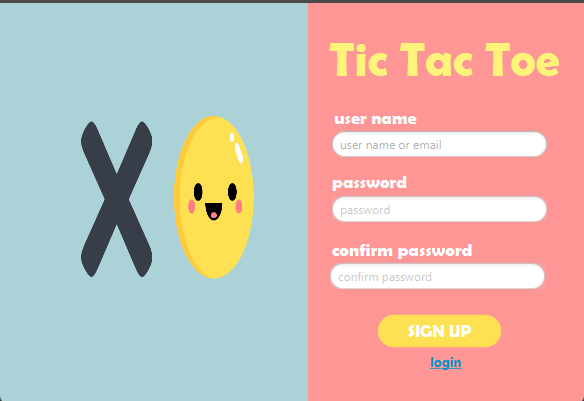 Tic Tac Toe
user name
user name or email
password
password
confirm password
confirm password
SIGN UP
login